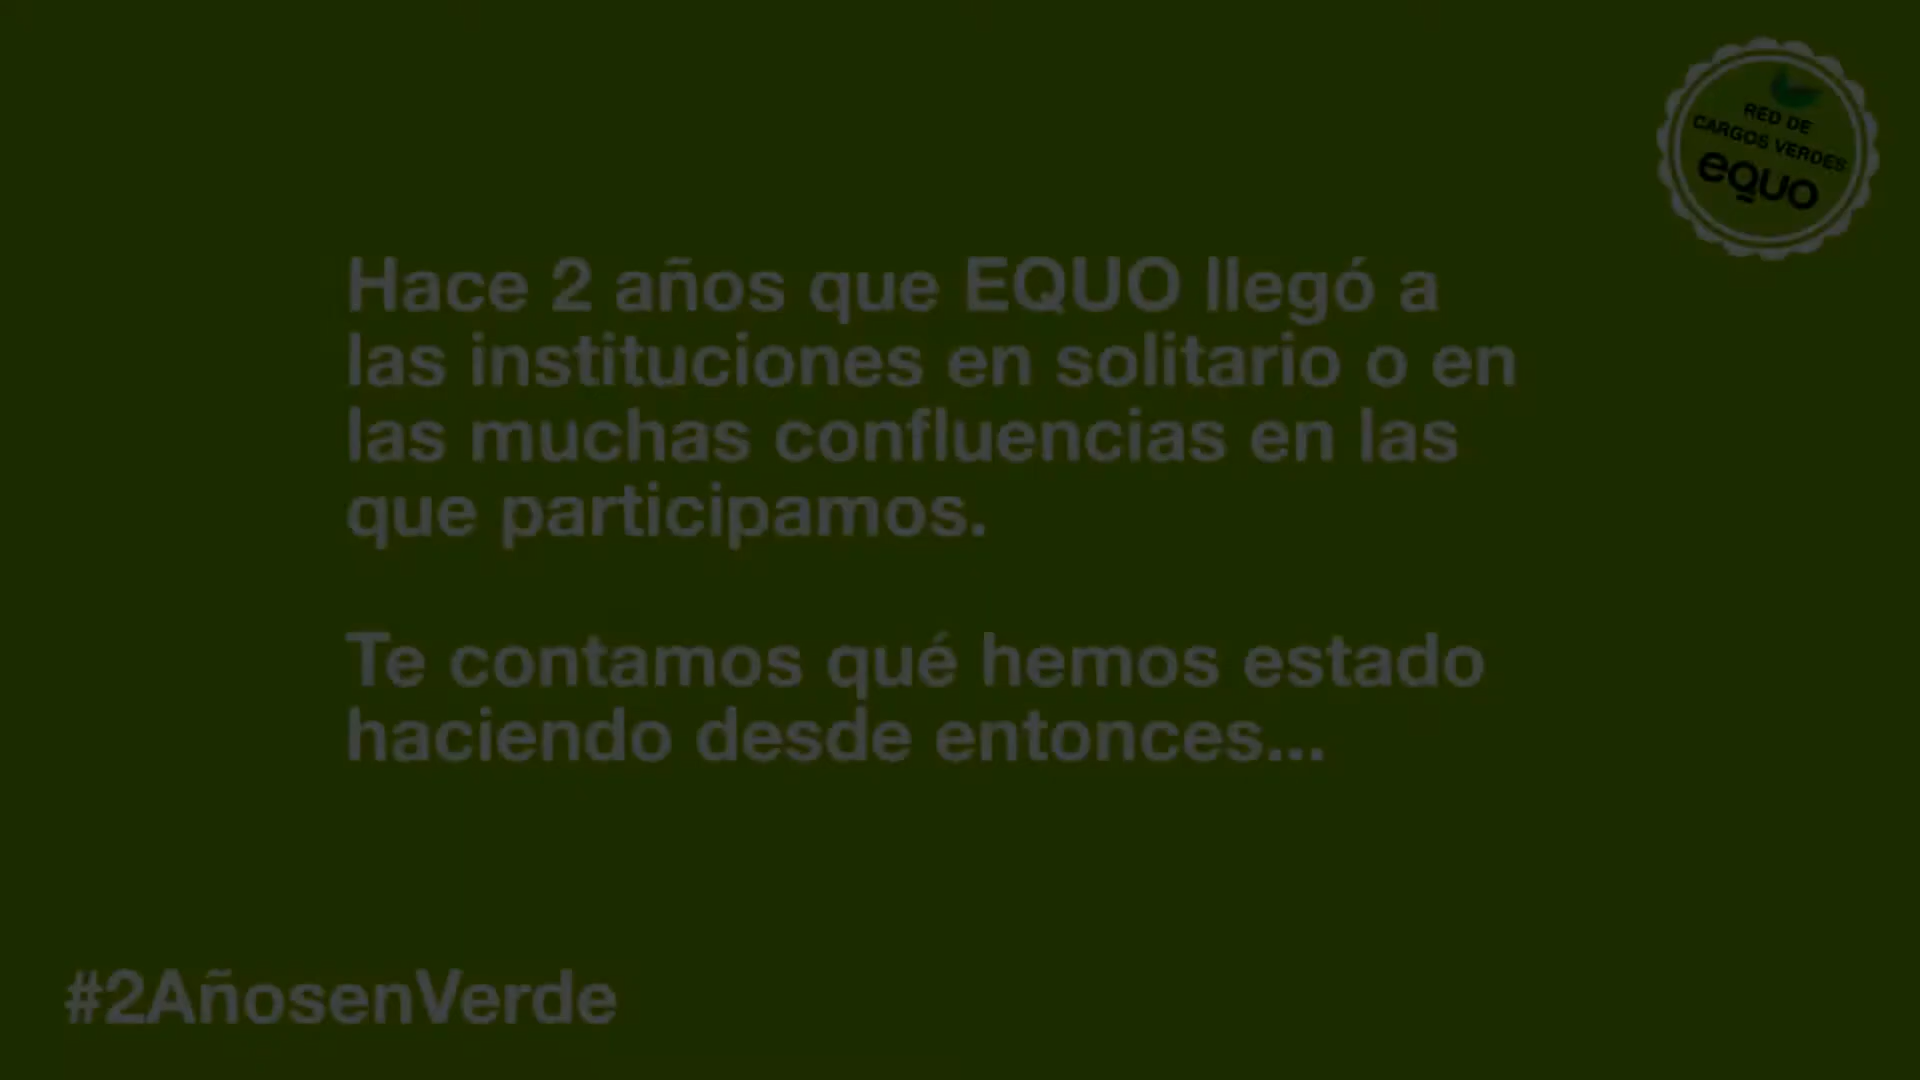 RED DE
CARGOS VERDES
equo
Hace 2 años que EQUO llegó a
las instituciones en solitario o en
las muchas confluencias en las
que participamos.
Te contamos qué hemos estado
haciendo desde entonces...
#2AñosenVerde